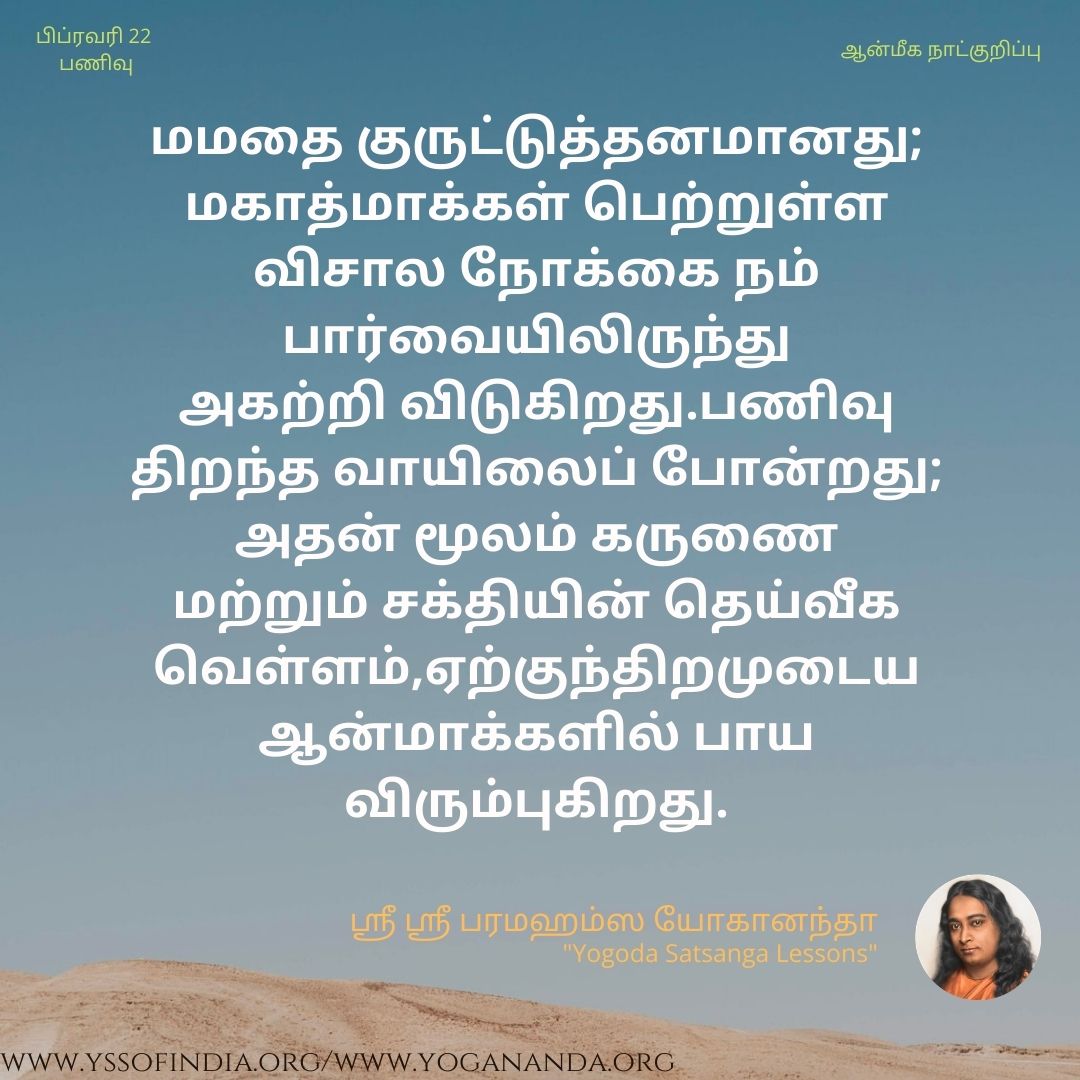 பிப்ரவரி 22
பணிவு
ஆன்மீக நாட்குறிப்பு
மமதை குருட்டுத்தனமானது;
மகாத்மாக்கள் பெற்றுள்ள
விசால நோக்கை நம்
பார்வையிலிருந்து
அகற்றி விடுகிறது.பணிவு
திறந்த வாயிலைப் போன்றது;
அதன் மூலம் கருணை
மற்றும் சக்தியின் தெய்வீக
வெள்ளம்,ஏற்குந்திறமுடைய
ஆன்மாக்களில் பாய
விரும்புகிறது.
ஸ்ரீ ஸ்ரீ பரமஹம்ஸ யோகானந்தா
"Yogoda Satsanga Lessons"
WWW.YSSOFINDIA.ORG/WWW.YOGANANDA.ORG